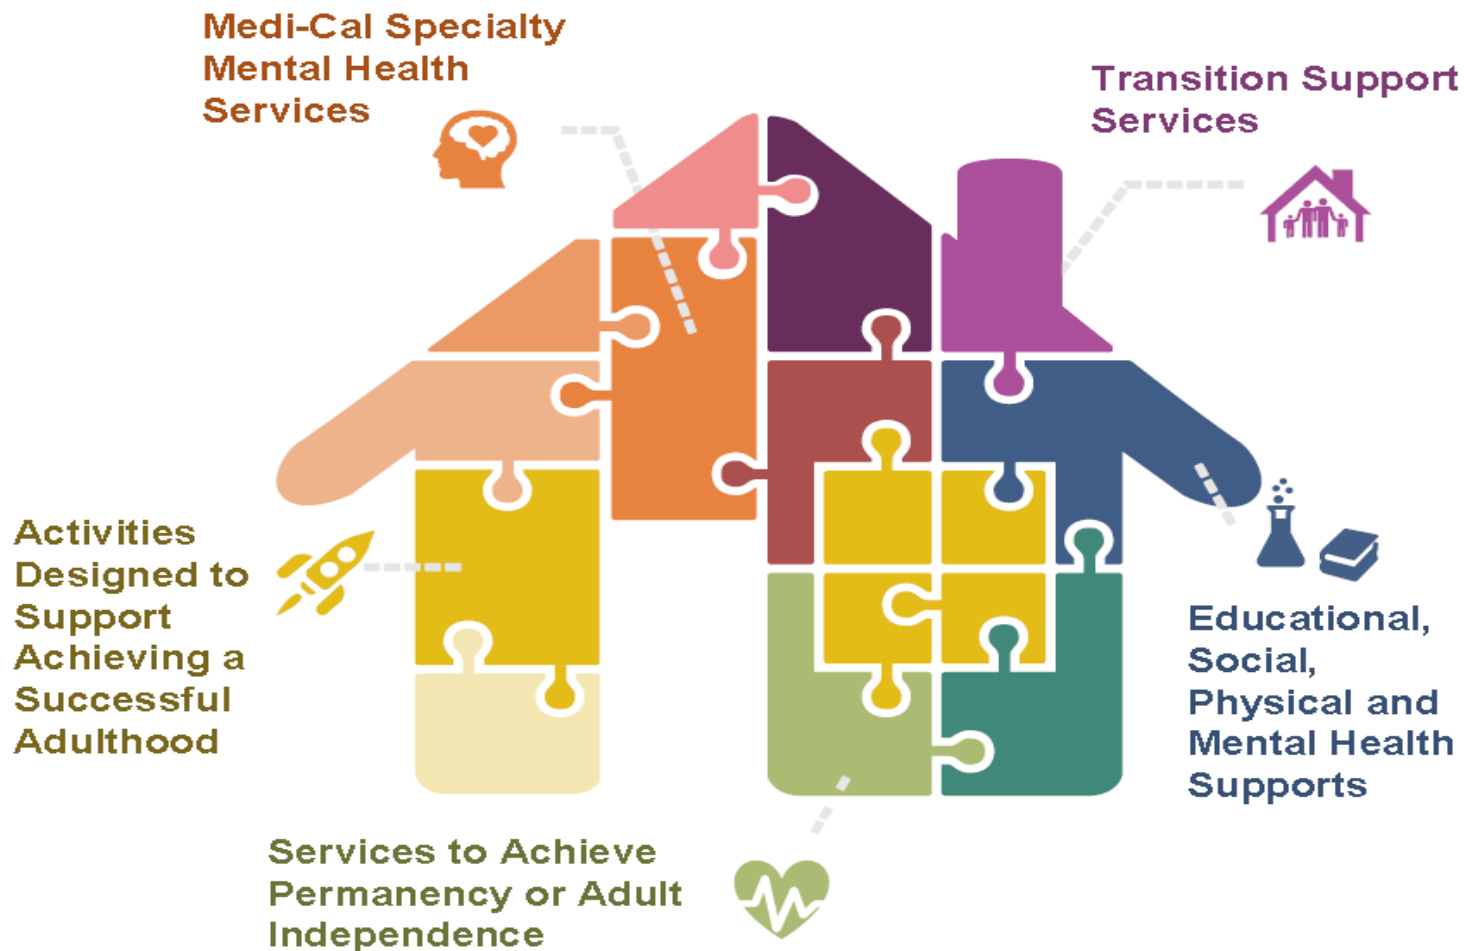 Medi-Cal Specialty
Mental Health
Services
Transition Support
Services
Activities
Designed to
Support
Achieving a
Successful
Adulthood
Educational,
Social,
Physical and
Mental Health
Supports
Services to Achieve
Permanency or Adult
Independence